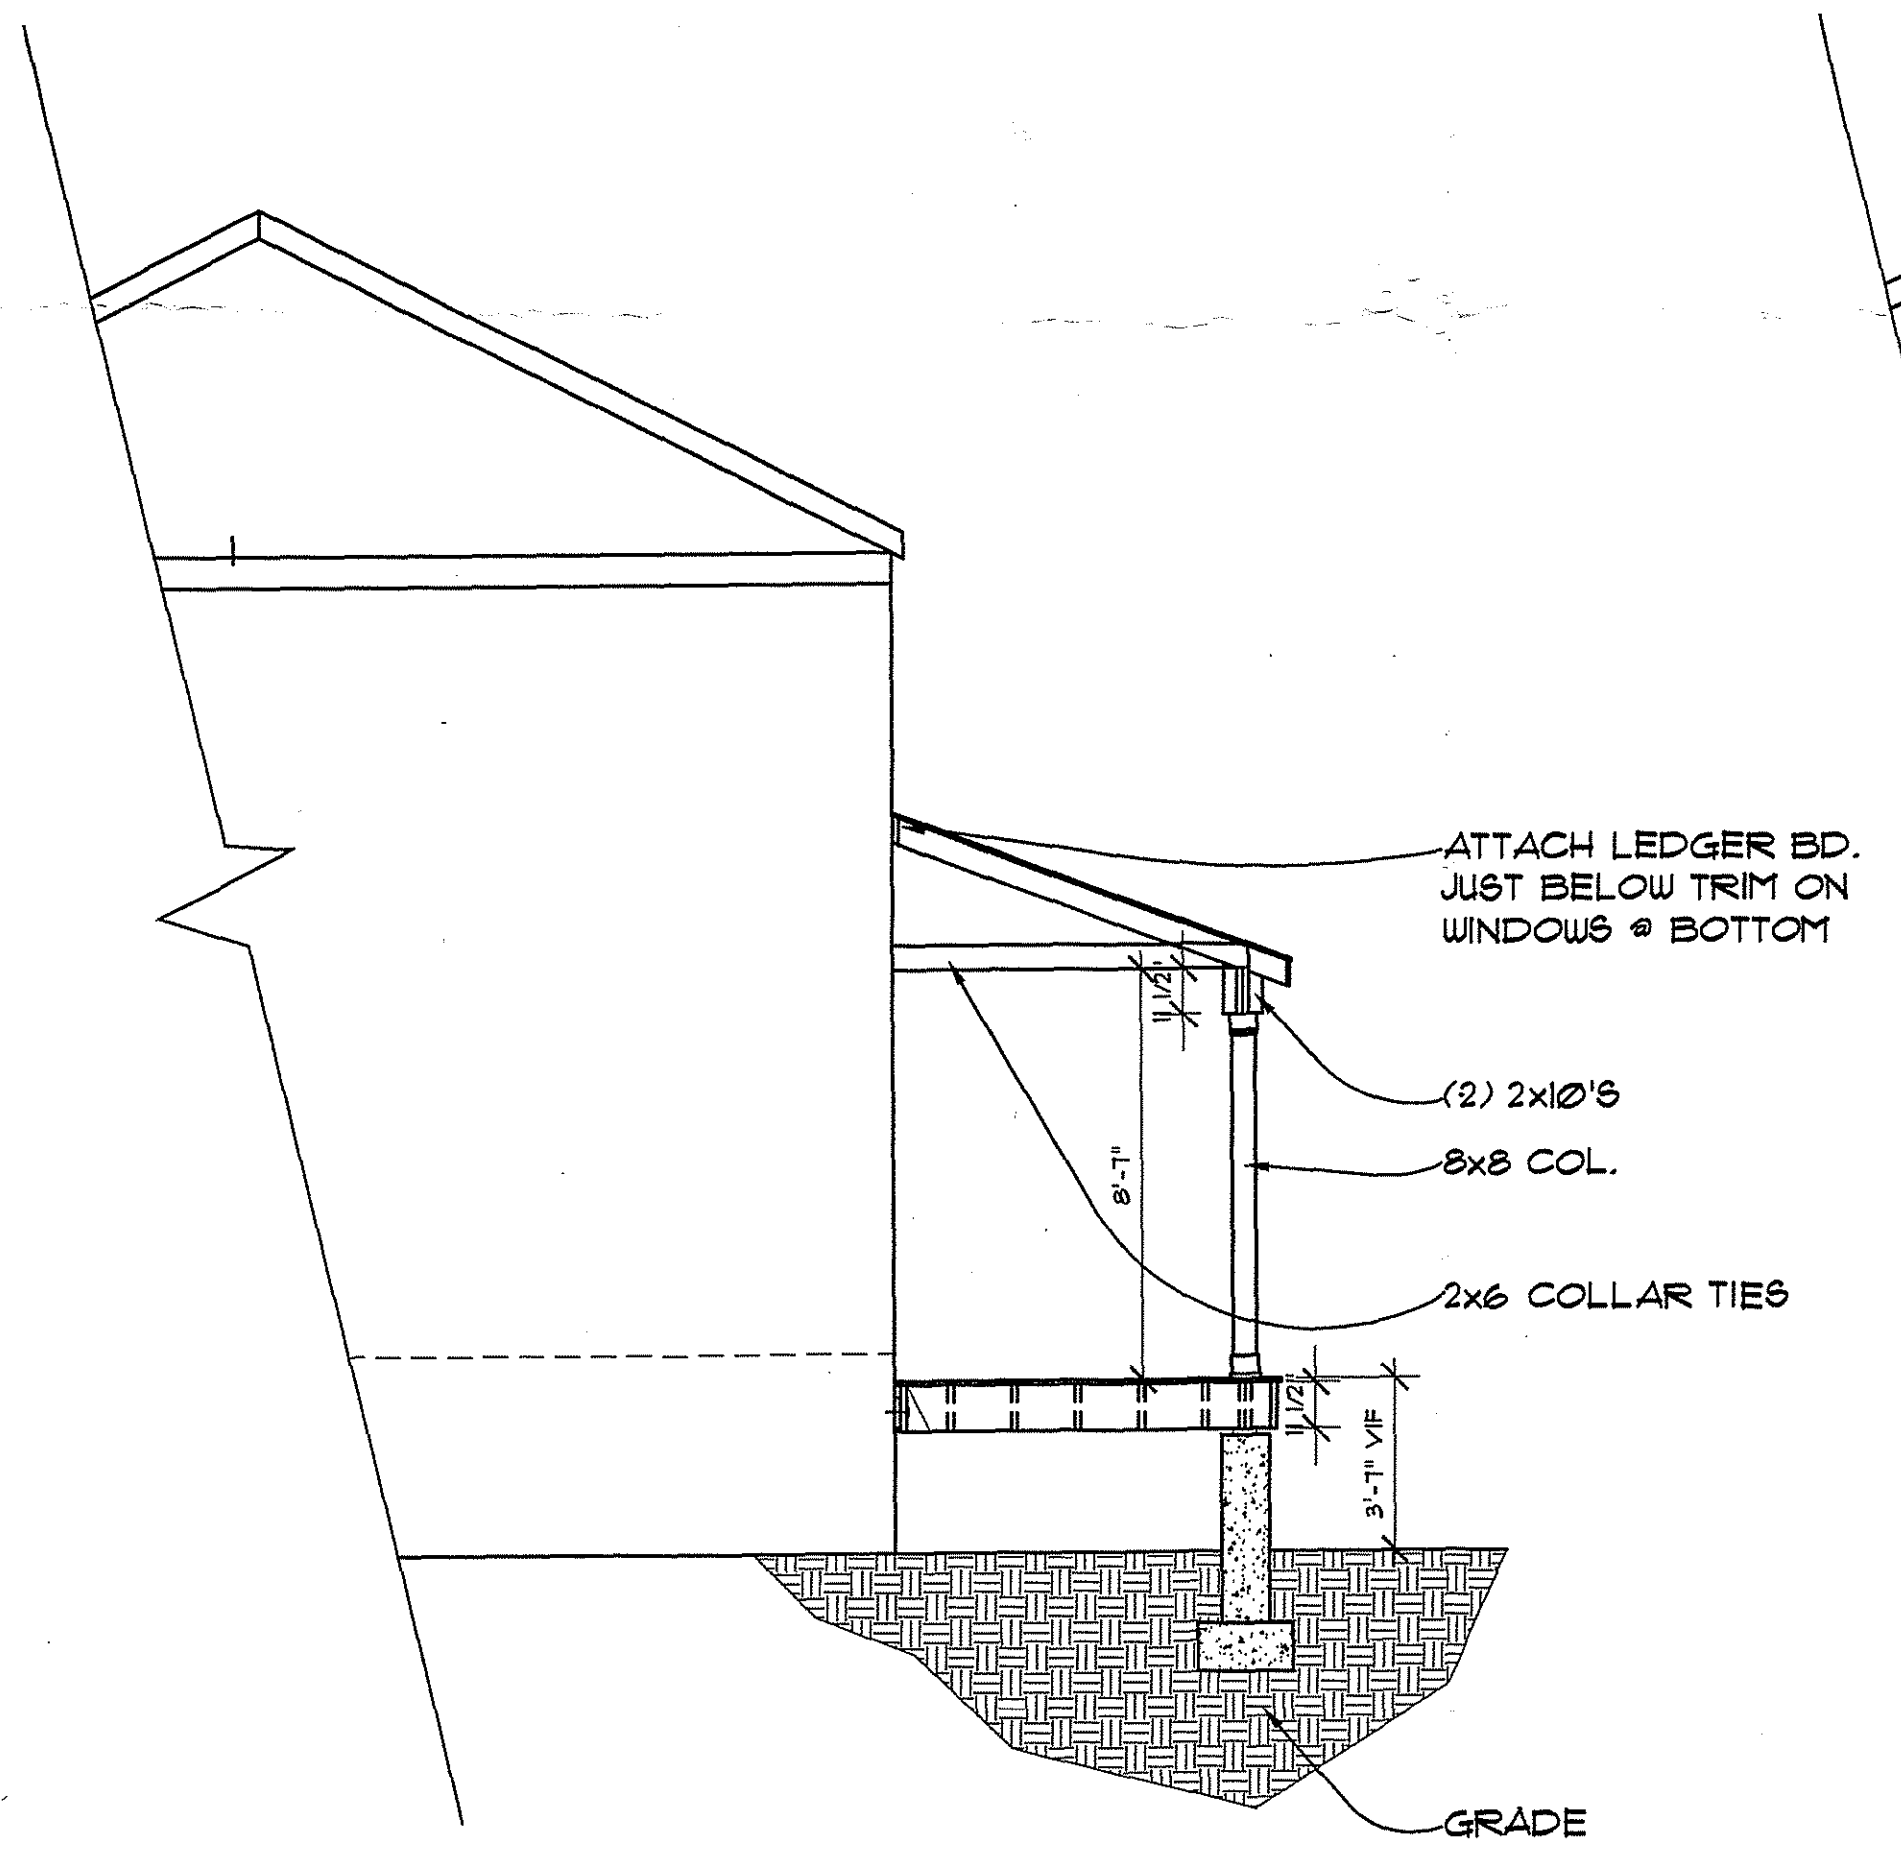 ATTACH LEDGER BD.
JUST BELOW TRIM ON
WINDOWS @ BOTTOM
11 1/2"
(2) 2x10'S
8'-7"
8x8 COL.
2x6 COLLAR TIES
11 1/2"
3'-7" VIF
GRADE